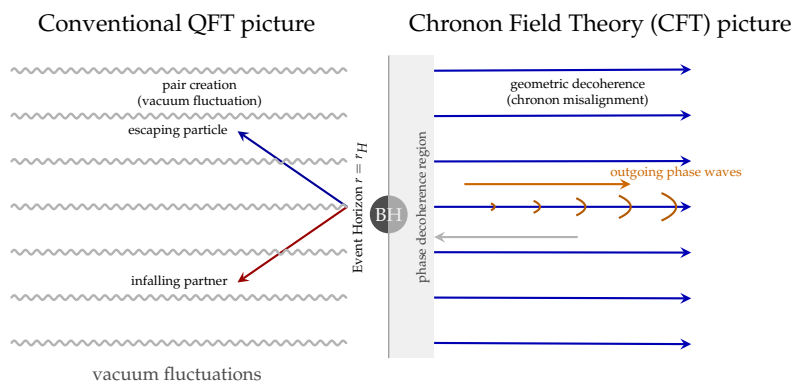 Conventional QFT picture
Chronon Field Theory (CFT) picture
pair creation
(vacuum fluctuation)
escaping particle
infalling partner
vacuum fluctuations
Event Horizon r = r_H
BH
phase decoherence region
geometric decoherence
(chronon misalignment)
outgoing phase waves